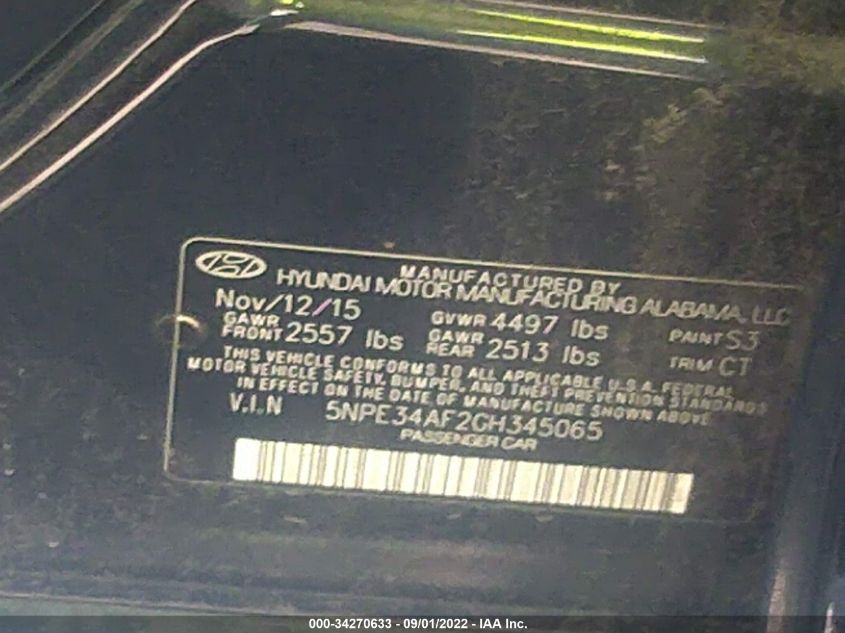 MANUFACTURED BY
HYUNDAI MOTOR MANUFACTURING ALABAMA, LLC
Nov/12/15 GVWR 4497 lbs PAINT S3
GAWR FRONT 2557 lbs GAWR REAR 2513 lbs TRIM CT
THIS VEHICLE CONFORMS TO ALL APPLICABLE U.S.A. FEDERAL
MOTOR VEHICLE SAFETY, BUMPER, AND THEFT PREVENTION STANDARDS
IN EFFECT ON THE DATE OF MANUFACTURE SHOWN ABOVE
V.I.N 5NPE34AF2GH345065
PASSENGER CAR
000-34270633 - 09/01/2022 - IAA Inc.